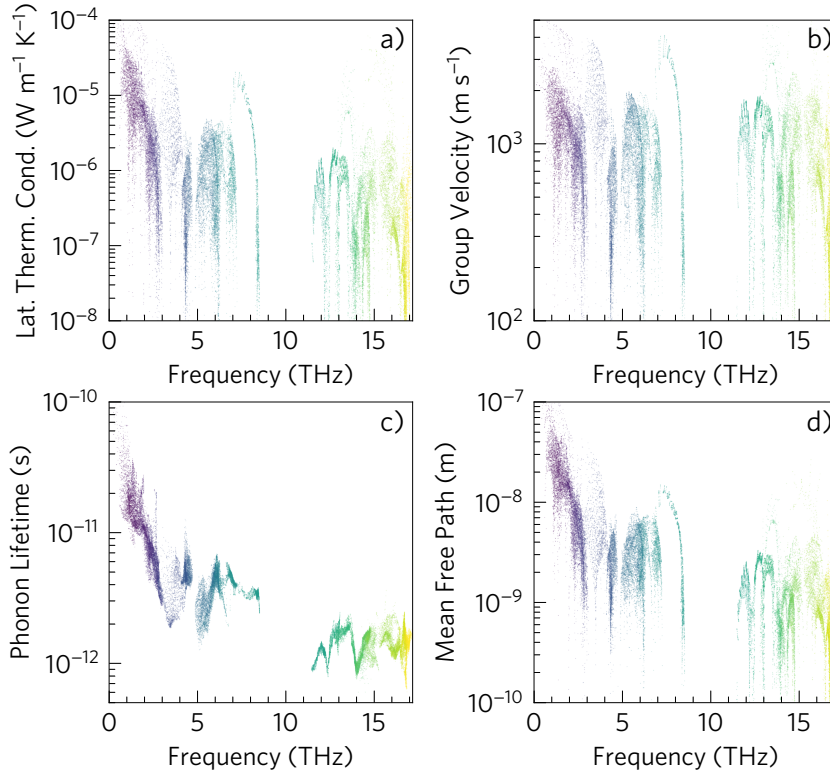 a)
Lat. Therm. Cond. (W m⁻¹ K⁻¹)
10⁻⁴
10⁻⁵
10⁻⁶
10⁻⁷
10⁻⁸
0 5 10 15
Frequency (THz)
b)
Group Velocity (m s⁻¹)
10³
10²
0 5 10 15
Frequency (THz)
c)
Phonon Lifetime (s)
10⁻¹⁰
10⁻¹¹
10⁻¹²
0 5 10 15
Frequency (THz)
d)
Mean Free Path (m)
10⁻⁷
10⁻⁸
10⁻⁹
10⁻¹⁰
0 5 10 15
Frequency (THz)